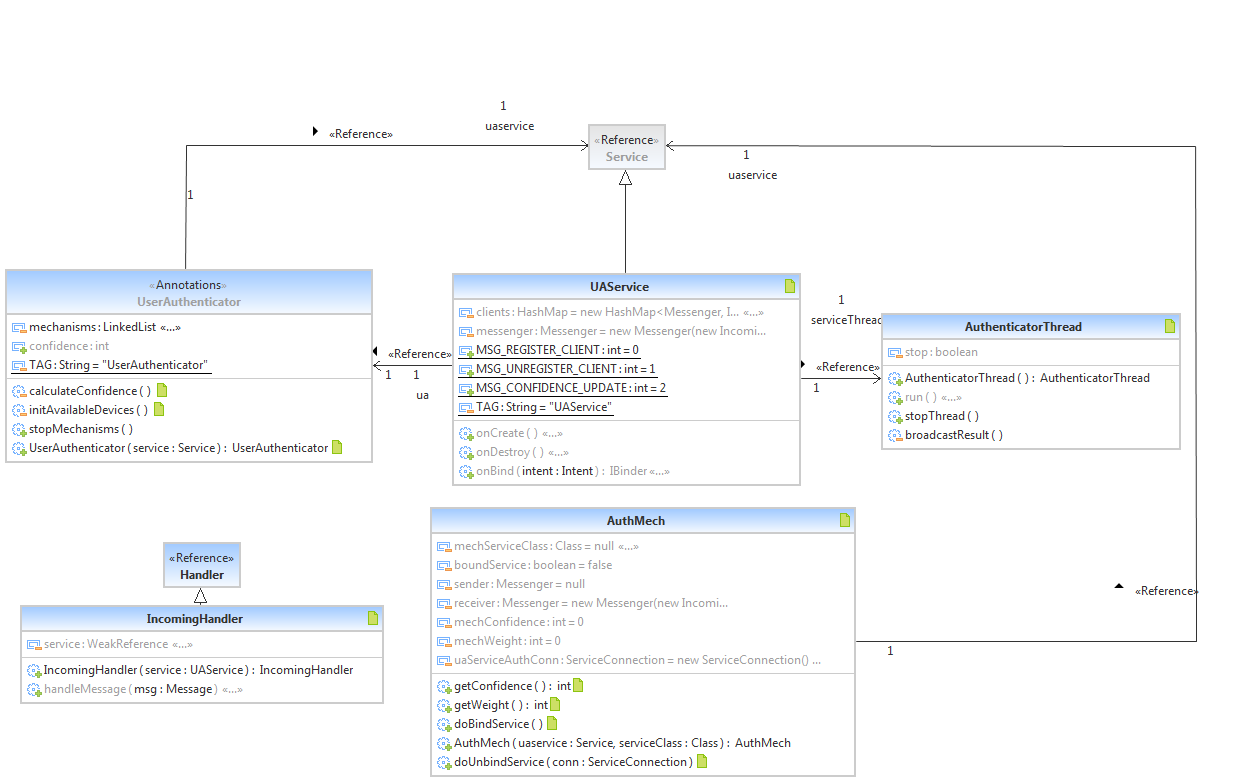 1
uaservice
«Reference»
«Reference»
Service
1
uaservice
1
«Annotations»
UserAuthenticator
mechanisms : LinkedList «...»
confidence : int
TAG : String = "UserAuthenticator"
calculateConfidence ( )
initAvailableDevices ( )
stopMechanisms ( )
UserAuthenticator ( service : Service ) : UserAuthenticator
«Reference»
1 1
ua
UAService
clients : HashMap = new HashMap<Messenger, I... «...»
messenger : Messenger = new Messenger(new Incomi...
MSG_REGISTER_CLIENT : int = 0
MSG_UNREGISTER_CLIENT : int = 1
MSG_CONFIDENCE_UPDATE : int = 2
TAG : String = "UAService"
onCreate ( ) «...»
onDestroy ( ) «...»
onBind ( intent : Intent ) : IBinder «...»
1
serviceThread
«Reference»
1
AuthenticatorThread
stop : boolean
AuthenticatorThread ( ) : AuthenticatorThread
run ( ) «...»
stopThread ( )
broadcastResult ( )
«Reference»
Handler
IncomingHandler
service : WeakReference «...»
IncomingHandler ( service : UAService ) : IncomingHandler
handleMessage ( msg : Message ) «...»
AuthMech
mechServiceClass : Class = null «...»
boundService : boolean = false
sender : Messenger = null
receiver : Messenger = new Messenger(new Incomi...
mechConfidence : int = 0
mechWeight : int = 0
uaServiceAuthConn : ServiceConnection = new ServiceConnection() ...
getConfidence ( ) : int
getWeight ( ) : int
doBindService ( )
AuthMech ( uaservice : Service, serviceClass : Class ) : AuthMech
doUnbindService ( conn : ServiceConnection )
«Reference»
1